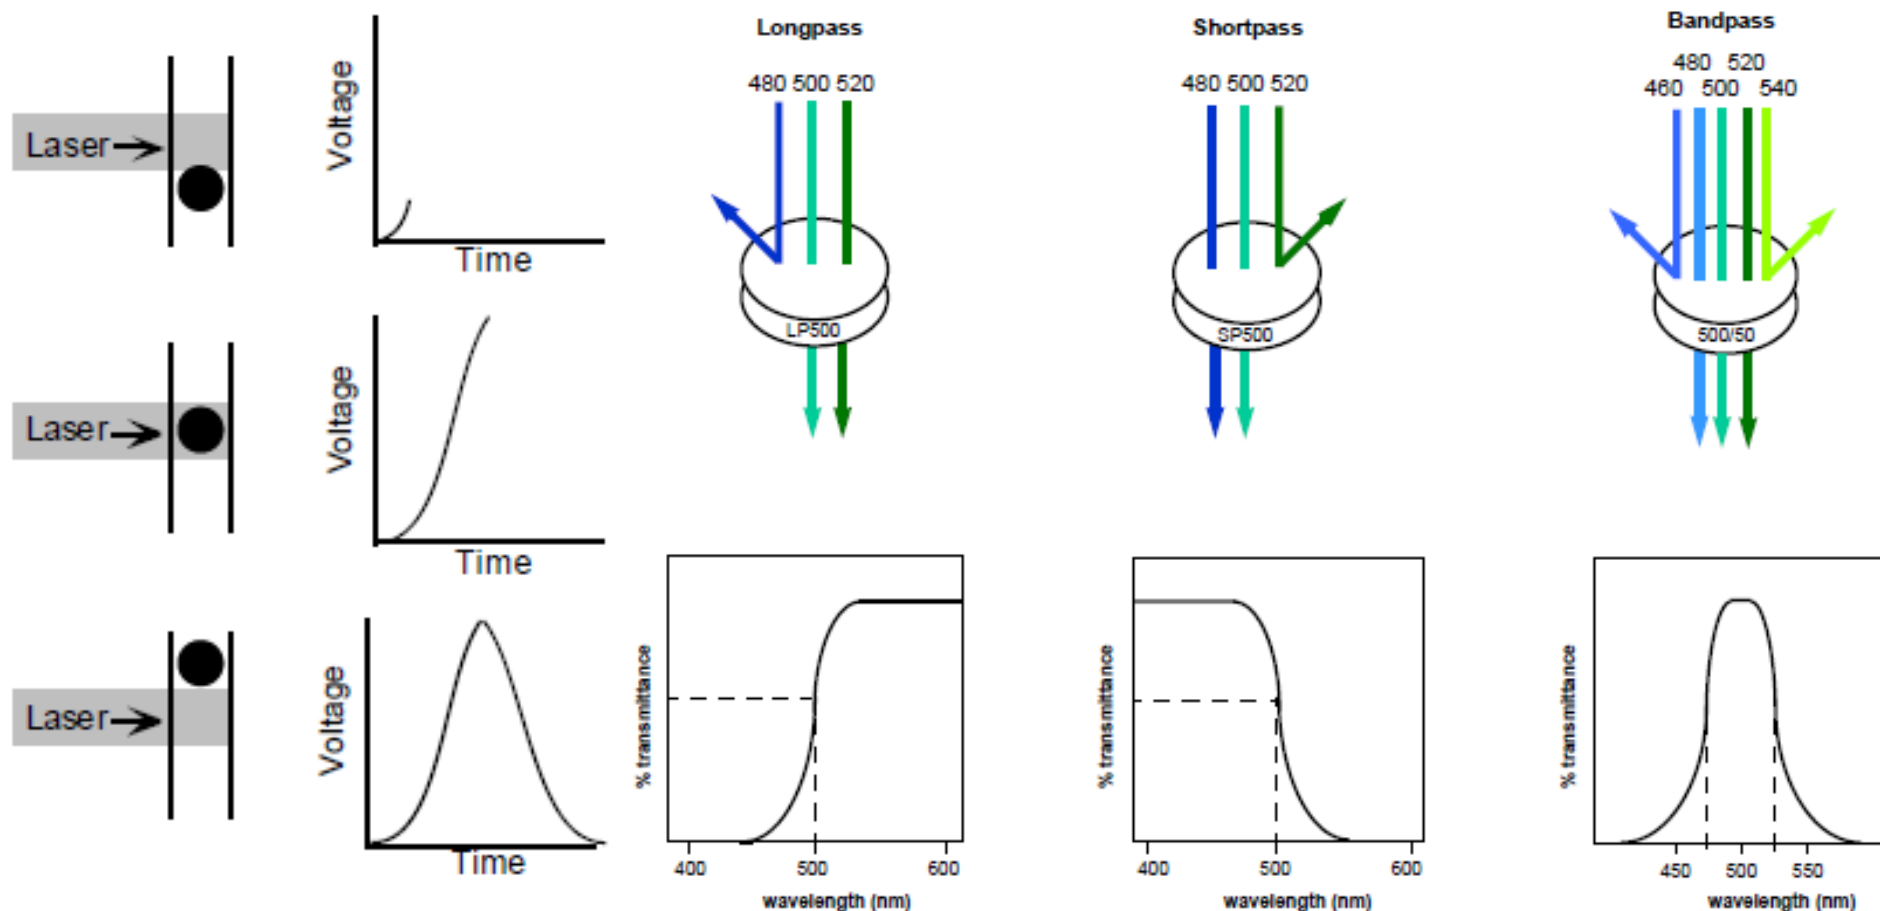 Laser
Voltage
Time
Laser
Voltage
Time
Laser
Voltage
Time
Longpass
480 500 520
LP500
% transmittance
400 500 600
wavelength (nm)
Shortpass
480 500 520
SP500
% transmittance
400 500 600
wavelength (nm)
Bandpass
480 520
460 500 540
500/50
% transmittance
450 500 550
wavelength (nm)